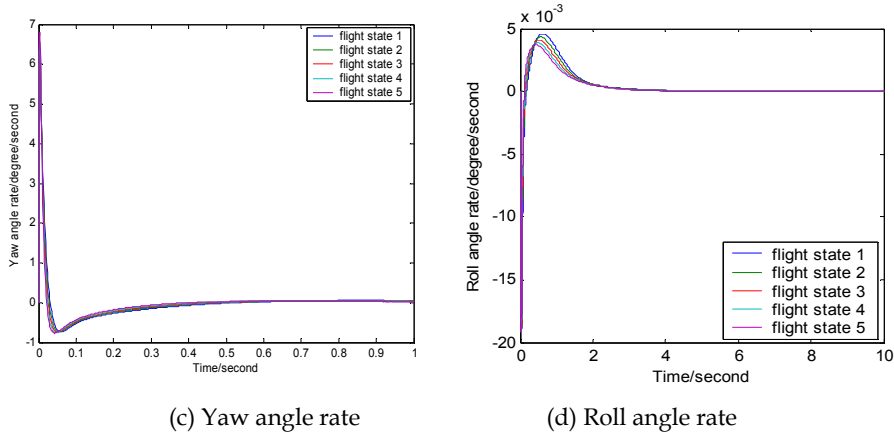 7
6
5
4
3
2
1
0
-1
Yaw angle rate/degree/second
flight state 1
flight state 2
flight state 3
flight state 4
flight state 5
0 0.1 0.2 0.3 0.4 0.5 0.6 0.7 0.8 0.9 1
Time/second
(c) Yaw angle rate
x 10⁻³
5
0
-5
-10
-15
-20
Roll angle rate/degree/second
flight state 1
flight state 2
flight state 3
flight state 4
flight state 5
0 2 4 6 8 10
Time/second
(d) Roll angle rate